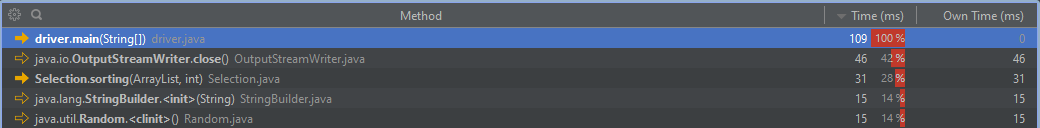 Method Time (ms) Own Time (ms)
driver.main(String[]) driver.java 109 100 % 0
java.io.OutputStreamWriter.close() OutputStreamWriter.java 46 42 % 46
Selection.sorting(ArrayList, int) Selection.java 31 28 % 31
java.lang.StringBuilder.<init>(String) StringBuilder.java 15 14 % 15
java.util.Random.<clinit>() Random.java 15 14 % 15